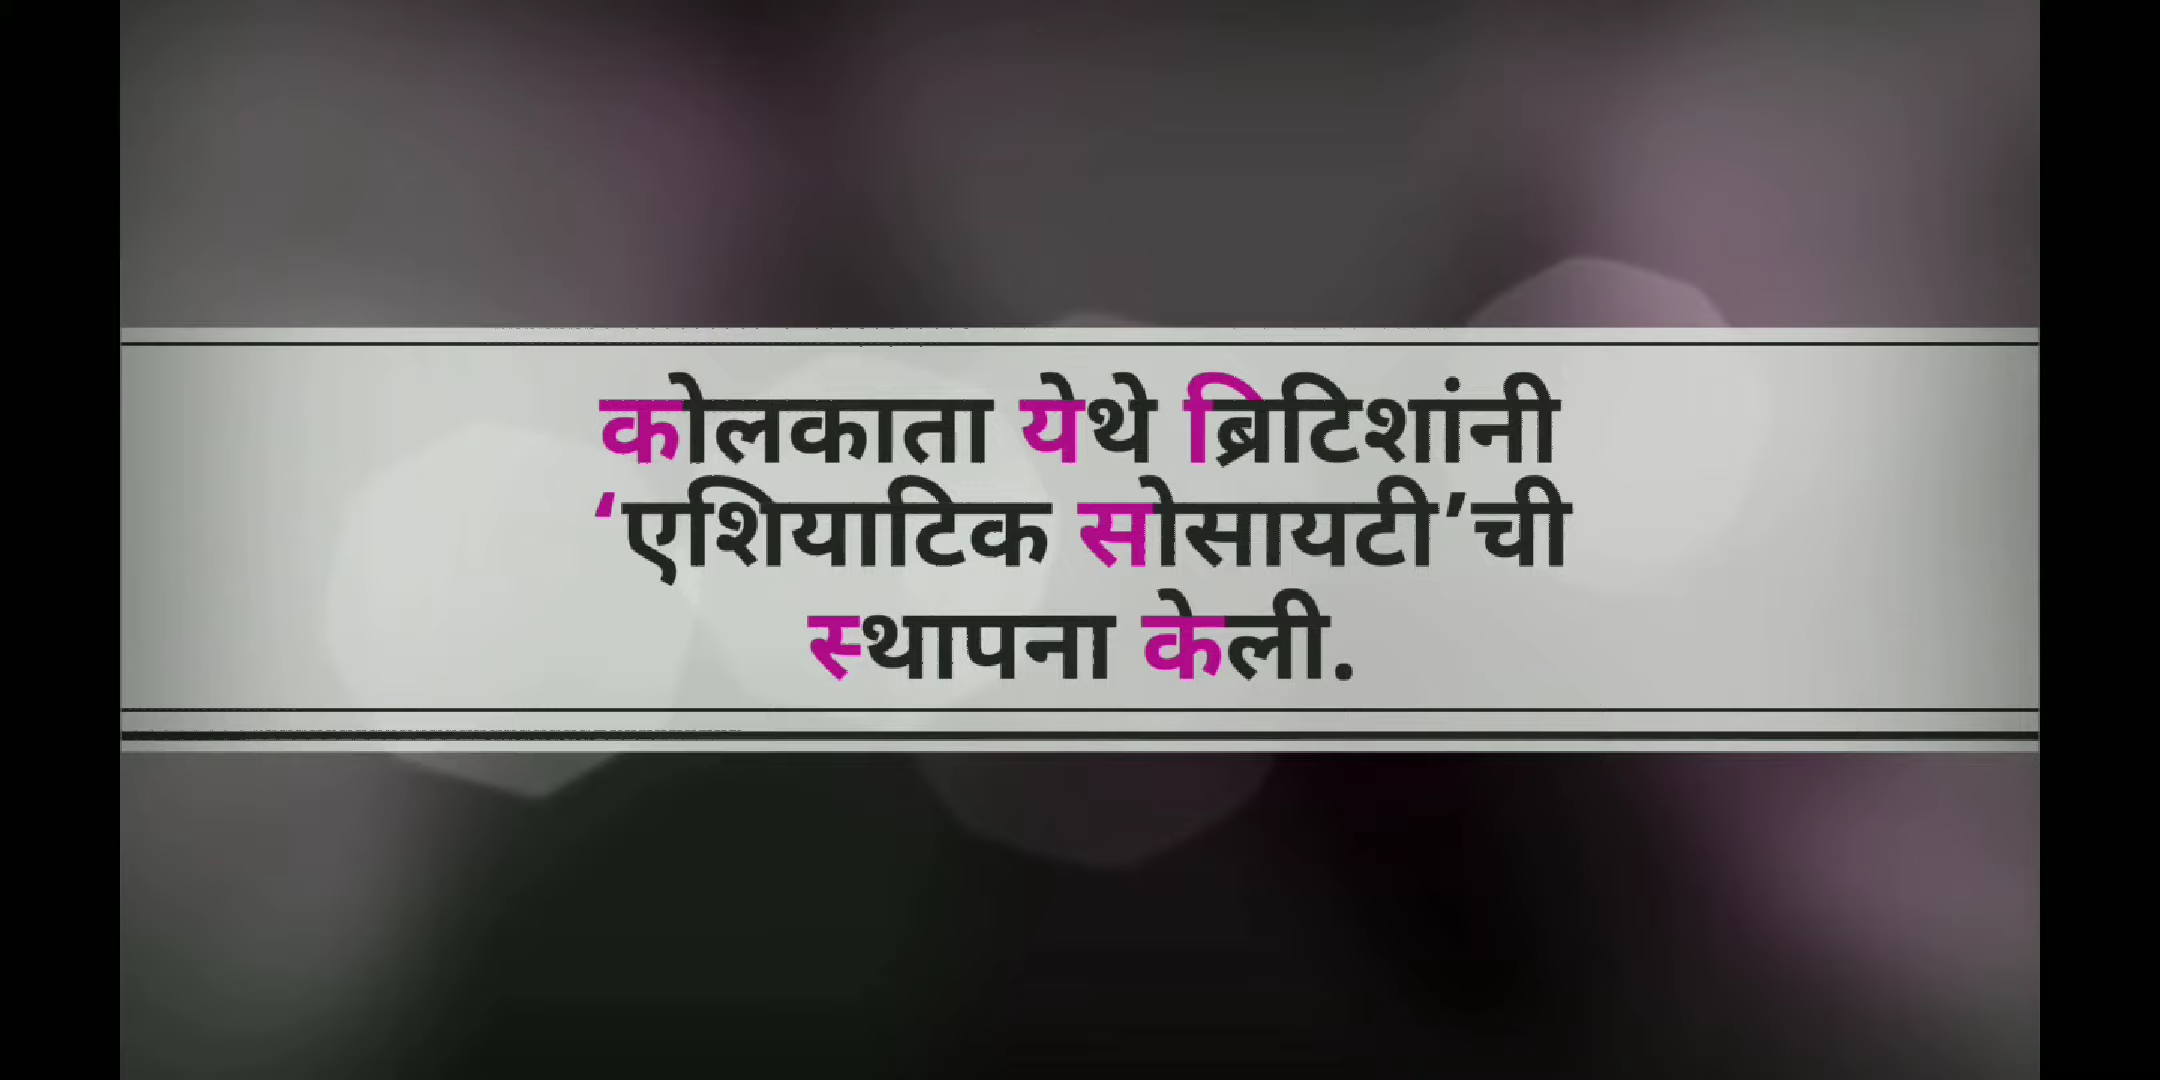 कोलकाता येथे ब्रिटिशांनी
‘एशियाटिक सोसायटी’ची
स्थापना केली.